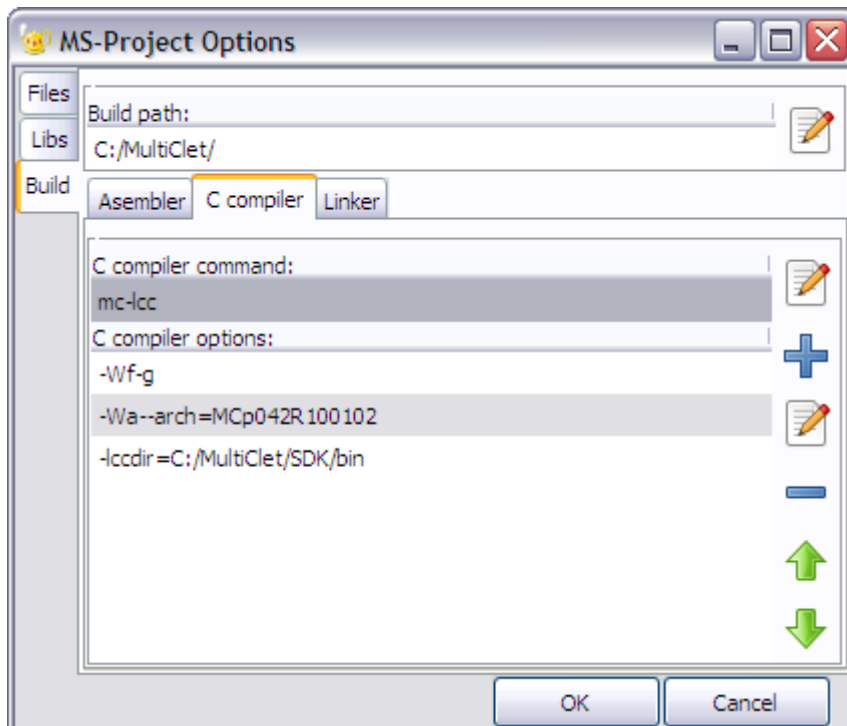 MS-Project Options
Files
Libs
Build
Build path:
C:/MultiClet/
Asembler
C compiler
Linker
C compiler command:
mc-lcc
C compiler options:
-Wf-g
-Wa--arch=MCp042R100102
-lccdir=C:/MultiClet/SDK/bin
OK
Cancel